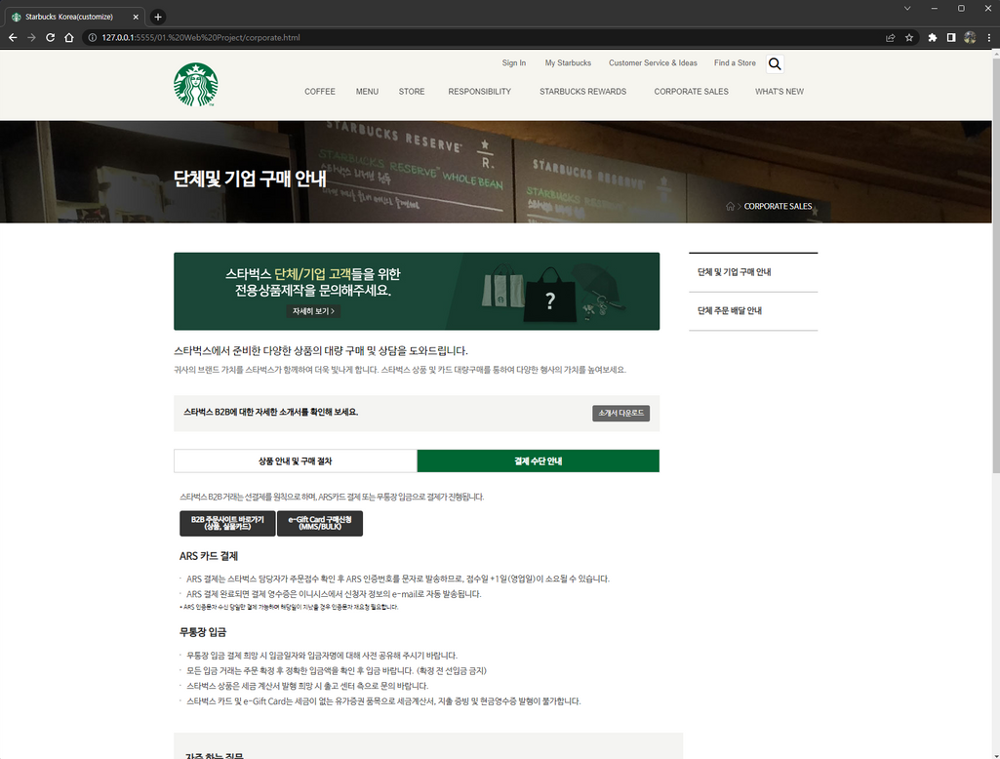 Starbucks Korea(customize)
127.0.0.1:5555/01.%20Web%20Project/corporate.html
Sign In My Starbucks Customer Service & Ideas Find a Store
COFFEE MENU STORE RESPONSIBILITY STARBUCKS REWARDS CORPORATE SALES WHAT'S NEW
STARBUCKS RESERVE
R.
STARBUCKS RESERVE WHOLE BEAN
STARBUCKS RESERVE
STARBUCKS RESERVE
단체및 기업 구매 안내
CORPORATE SALES
스타벅스 단체/기업 고객들을 위한
전용상품제작을 문의해주세요.
자세히 보기 >
?
단체 및 기업 구매 안내
단체 주문 배달 안내
스타벅스에서 준비한 다양한 상품의 대량 구매 및 상담을 도와드립니다.
귀사의 브랜드 가치를 스타벅스가 함께하여 더욱 빛나게 합니다. 스타벅스 상품 및 카드 대량구매를 통하여 다양한 행사의 가치를 높여보세요.
스타벅스 B2B에 대한 자세한 소개서를 확인해 보세요.
소개서 다운로드
상품 안내 및 구매 절차
결제 수단 안내
스타벅스 B2B 거래는 선결제를 원칙으로 하며, ARS카드 결제 또는 무통장 입금으로 결제가 진행됩니다.
B2B 주문사이트 바로가기
(상품, 실물카드)
e-Gift Card 구매신청
(MMS/BULK)
ARS 카드 결제
· ARS 결제는 스타벅스 담당자가 주문접수 확인 후 ARS 인증번호를 문자로 발송하므로, 접수일 +1일(영업일)이 소요될 수 있습니다.
· ARS 결제 완료되면 결제 영수증은 이니시스에서 신청자 정보의 e-mail로 자동 발송됩니다.
* ARS 인증문자 수신 당일만 결제 가능하며 해당일이 지났을 경우 인증문자 재요청 필요합니다.
무통장 입금
· 무통장 입금 결제 희망 시 입금일자와 입금자명에 대해 사전 공유해 주시기 바랍니다.
· 모든 입금 거래는 주문 확정 후 정확한 입금액을 확인 후 입금 바랍니다. (확정 전 선입금 금지)
· 스타벅스 상품은 세금 계산서 발행 희망 시 출고 센터 측으로 문의 바랍니다.
· 스타벅스 카드 및 e-Gift Card는 세금이 없는 유가증권 품목으로 세금계산서, 지출 증빙 및 현금영수증 발행이 불가합니다.
자주 하는 질문